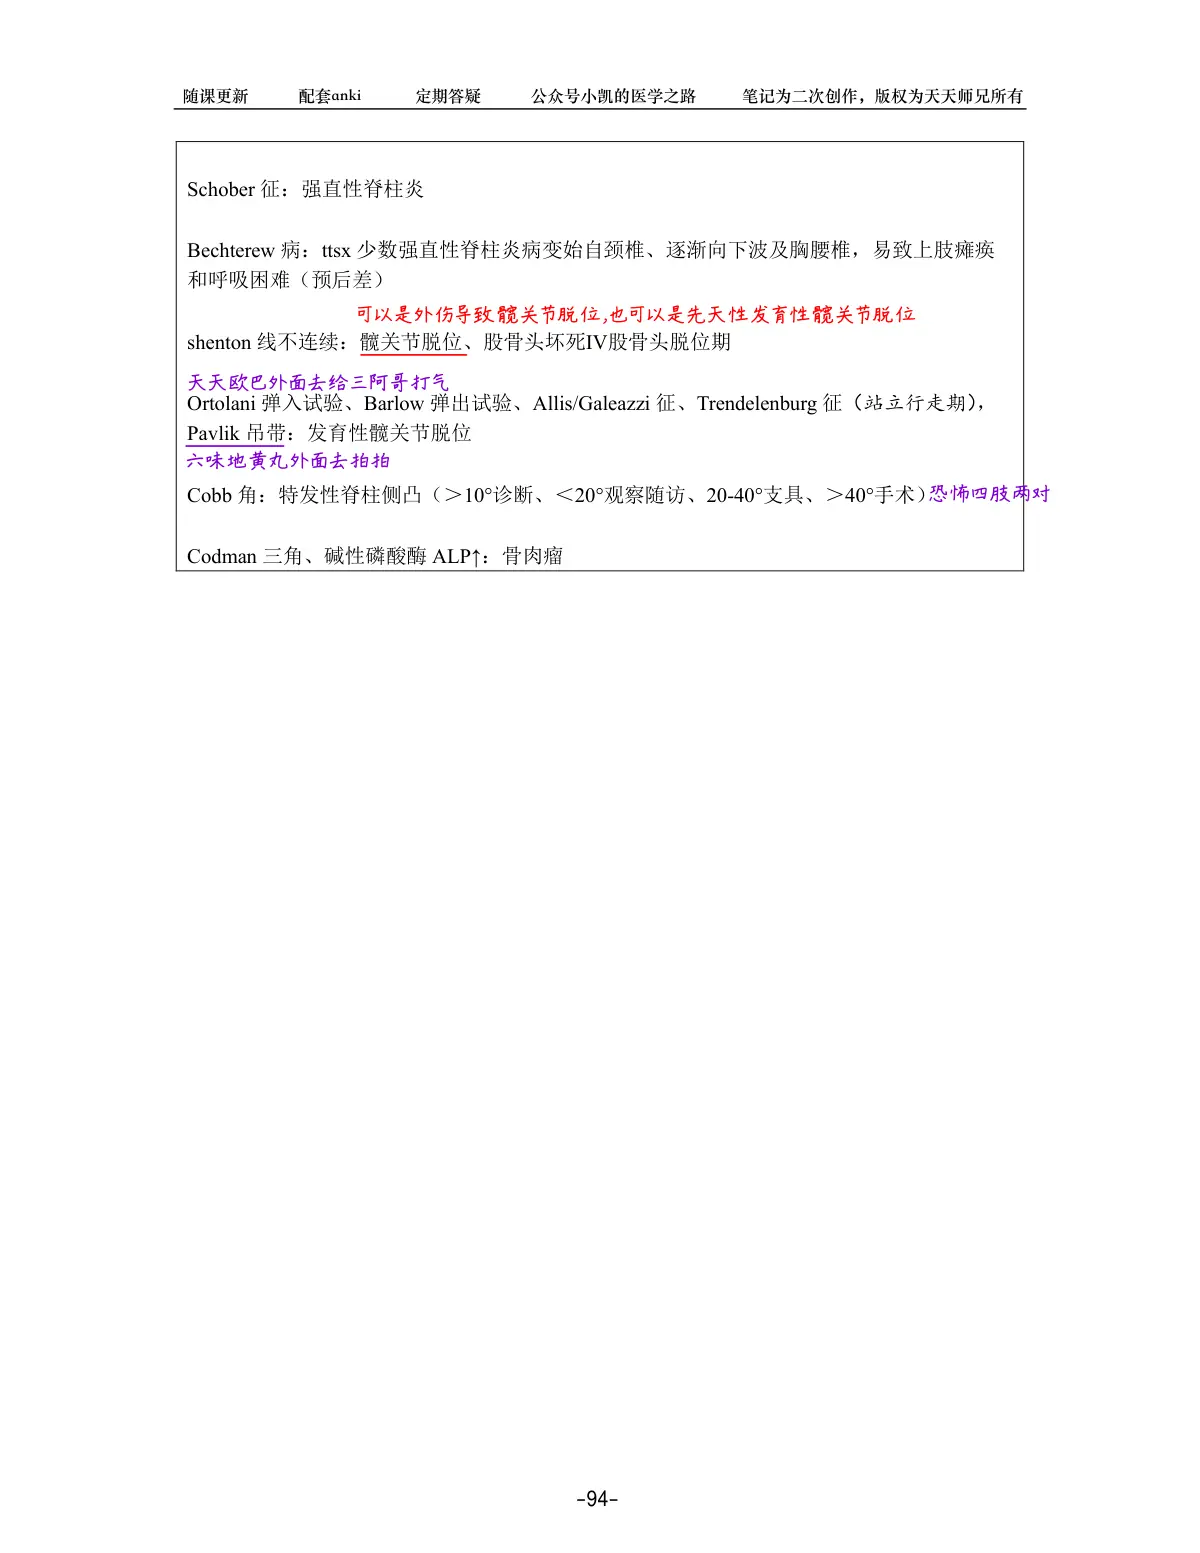 随课更新 配套anki 定期答疑 公众号小凯的医学之路 笔记为二次创作，版权为天天师兄所有
Schober 征：强直性脊柱炎
Bechterew 病：ttsx 少数强直性脊柱炎病变始自颈椎、逐渐向下波及胸腰椎，易致上肢瘫痪
和呼吸困难（预后差）
可以是外伤导致髋关节脱位,也可以是先天性发育性髋关节脱位
shenton 线不连续：髋关节脱位、股骨头坏死IV股骨头脱位期
天天欧巴外面去给三阿哥打气
Ortolani 弹入试验、Barlow 弹出试验、Allis/Galeazzi 征、Trendelenburg 征（站立行走期），
Pavlik 吊带：发育性髋关节脱位
六味地黄丸外面去拍拍
Cobb 角：特发性脊柱侧凸（＞10°诊断、＜20°观察随访、20-40°支具、＞40°手术）恐怖四肢两对
Codman 三角、碱性磷酸酶 ALP↑：骨肉瘤
-94-